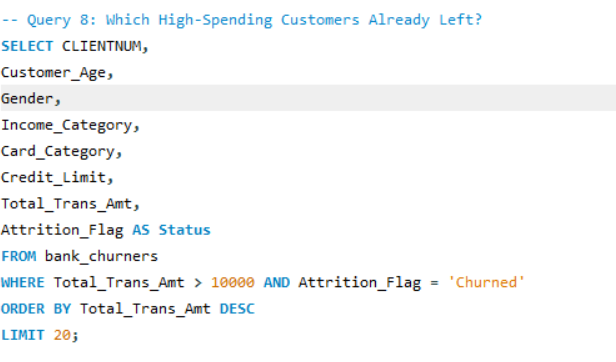 -- Query 8: Which High-Spending Customers Already Left?
SELECT CLIENTNUM,
Customer_Age,
Gender,
Income_Category,
Card_Category,
Credit_Limit,
Total_Trans_Amt,
Attrition_Flag AS Status
FROM bank_churners
WHERE Total_Trans_Amt > 10000 AND Attrition_Flag = 'Churned'
ORDER BY Total_Trans_Amt DESC
LIMIT 20;